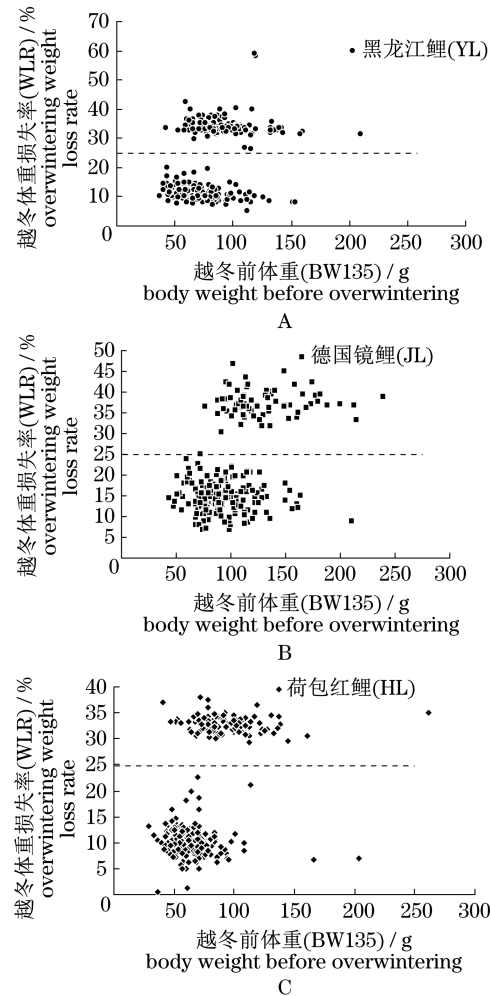 70
60
50
40
30
20
10
0
50
100
150
200
250
300
越冬体重损失率(WLR) / %
overwintering weight
loss rate
黑龙江鲤(YL)
越冬前体重(BW135) / g
body weight before overwintering
A
50
45
40
35
30
25
20
15
10
5
0
50
100
150
200
250
300
越冬体重损失率(WLR) / %
overwintering weight
loss rate
德国镜鲤(JL)
越冬前体重(BW135) / g
body weight before overwintering
B
40
35
30
25
20
15
10
5
0
50
100
150
200
250
300
越冬体重损失率(WLR) / %
overwintering weight
loss rate
荷包红鲤(HL)
越冬前体重(BW135) / g
body weight before overwintering
C